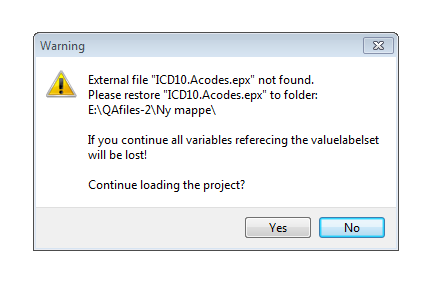 Warning
External file "ICD10.Acodes.epx" not found.
Please restore "ICD10.Acodes.epx" to folder:
E:\QAfiles-2\Ny mappe\
If you continue all variables referecing the valuelabelset
will be lost!
Continue loading the project?
Yes No